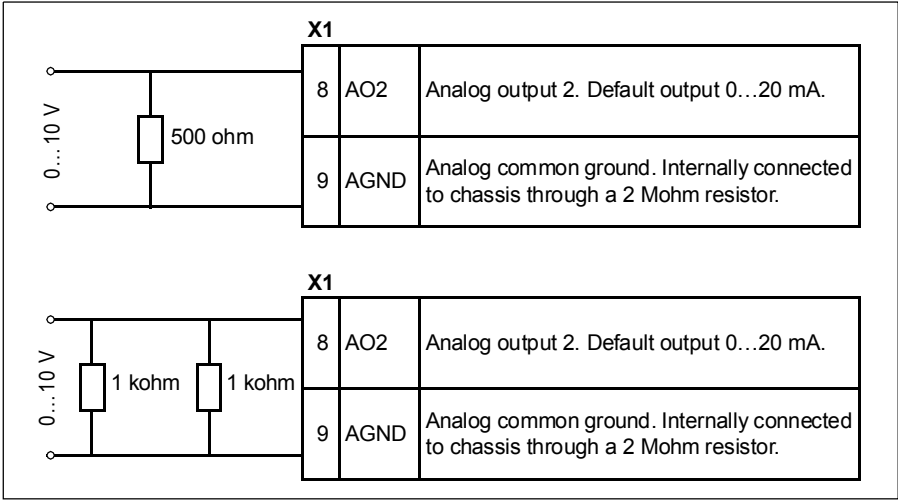 X1
0... 10 V
500 ohm
8 AO2 Analog output 2. Default output 0…20 mA.
9 AGND Analog common ground. Internally connected
to chassis through a 2 Mohm resistor.
X1
0...10 V
1 kohm 1 kohm
8 AO2 Analog output 2. Default output 0…20 mA.
9 AGND Analog common ground. Internally connected
to chassis through a 2 Mohm resistor.